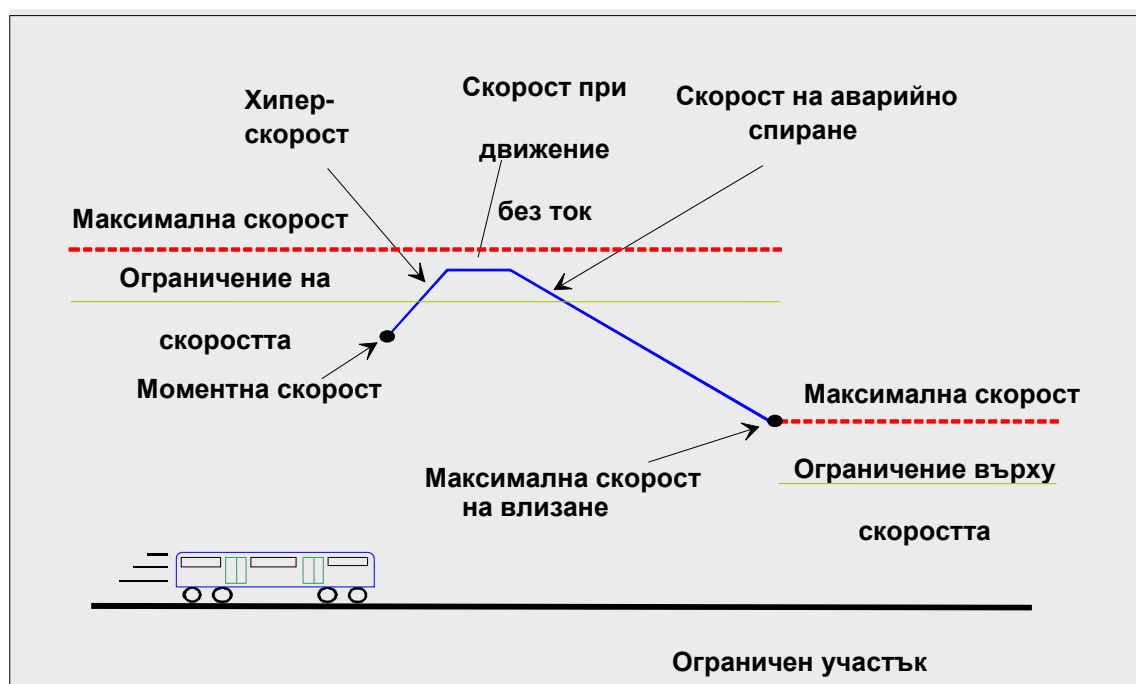 Хипер-
скорост
Скорост при
движение
без ток
Скорост на аварийно
спиране
Максимална скорост
Ограничение на
скоростта
Моментна скорост
Максимална скорост
Максимална скорост
на влизане
Ограничение върху
скоростта
Ограничен участък